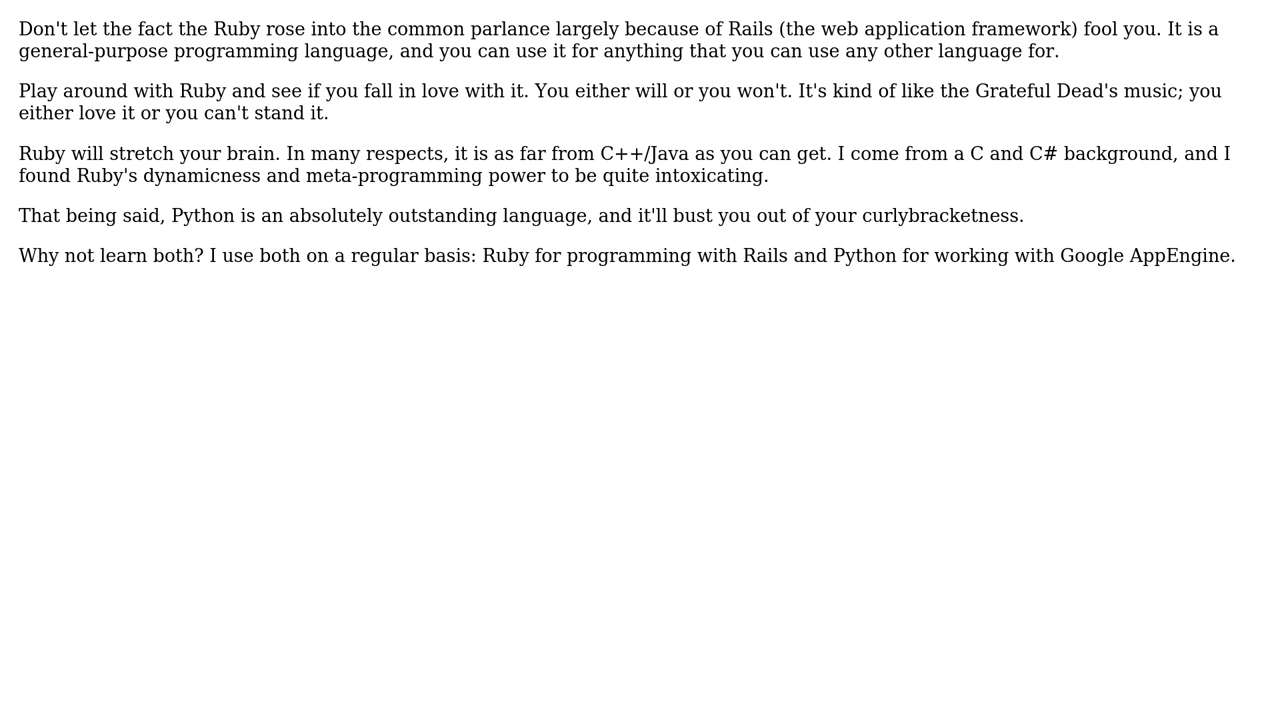 Don't let the fact the Ruby rose into the common parlance largely because of Rails (the web application framework) fool you. It is a
general-purpose programming language, and you can use it for anything that you can use any other language for.
Play around with Ruby and see if you fall in love with it. You either will or you won't. It's kind of like the Grateful Dead's music; you
either love it or you can't stand it.
Ruby will stretch your brain. In many respects, it is as far from C++/Java as you can get. I come from a C and C# background, and I
found Ruby's dynamicness and meta-programming power to be quite intoxicating.
That being said, Python is an absolutely outstanding language, and it'll bust you out of your curlybracketness.
Why not learn both? I use both on a regular basis: Ruby for programming with Rails and Python for working with Google AppEngine.